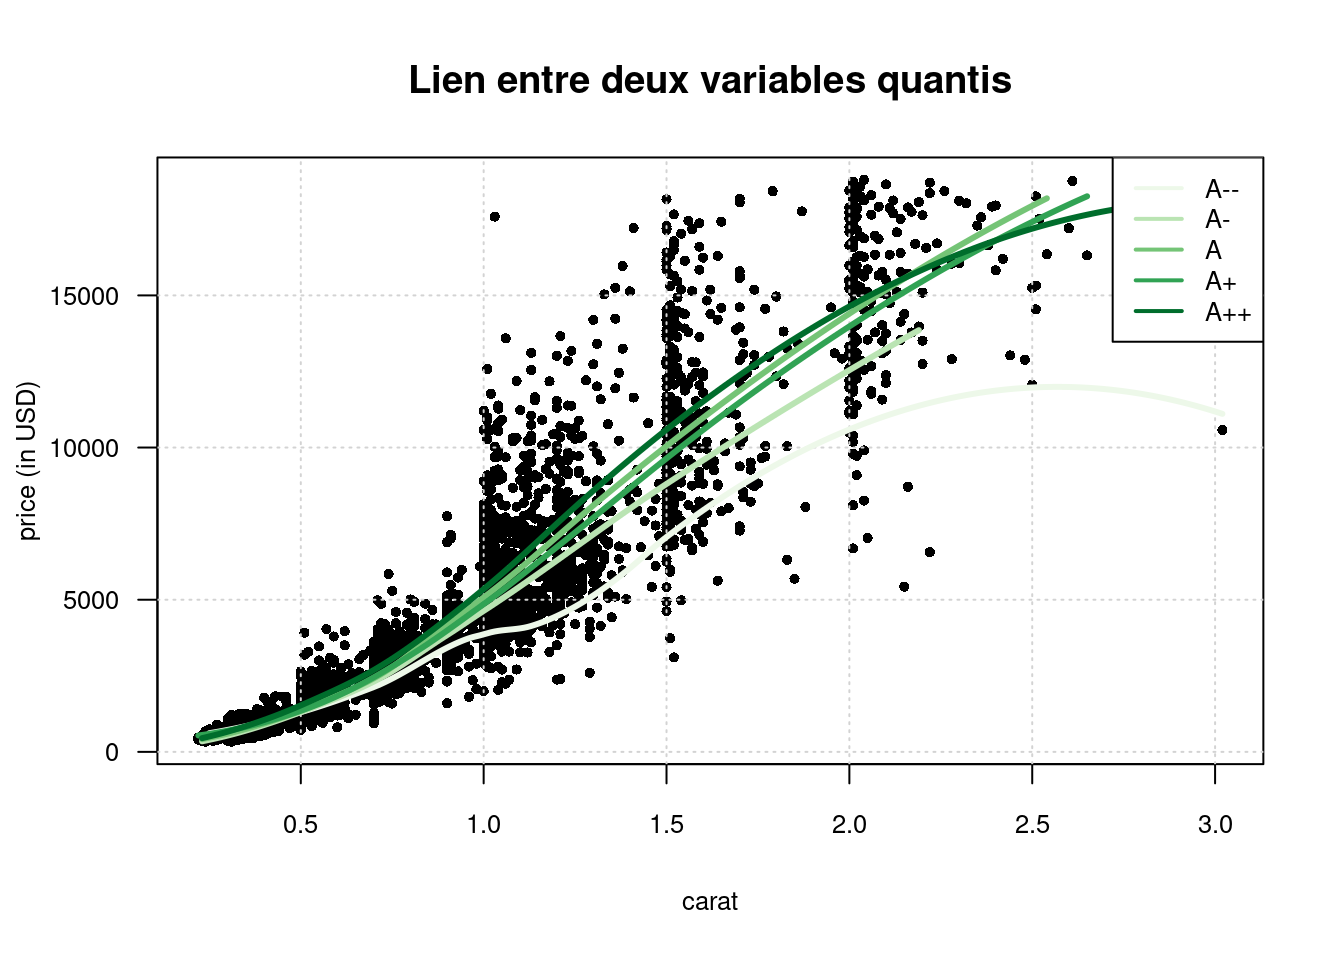 Lien entre deux variables quantis
A--
A-
A
A+
A++
15000
10000
5000
0
price (in USD)
0.5 1.0 1.5 2.0 2.5 3.0
carat